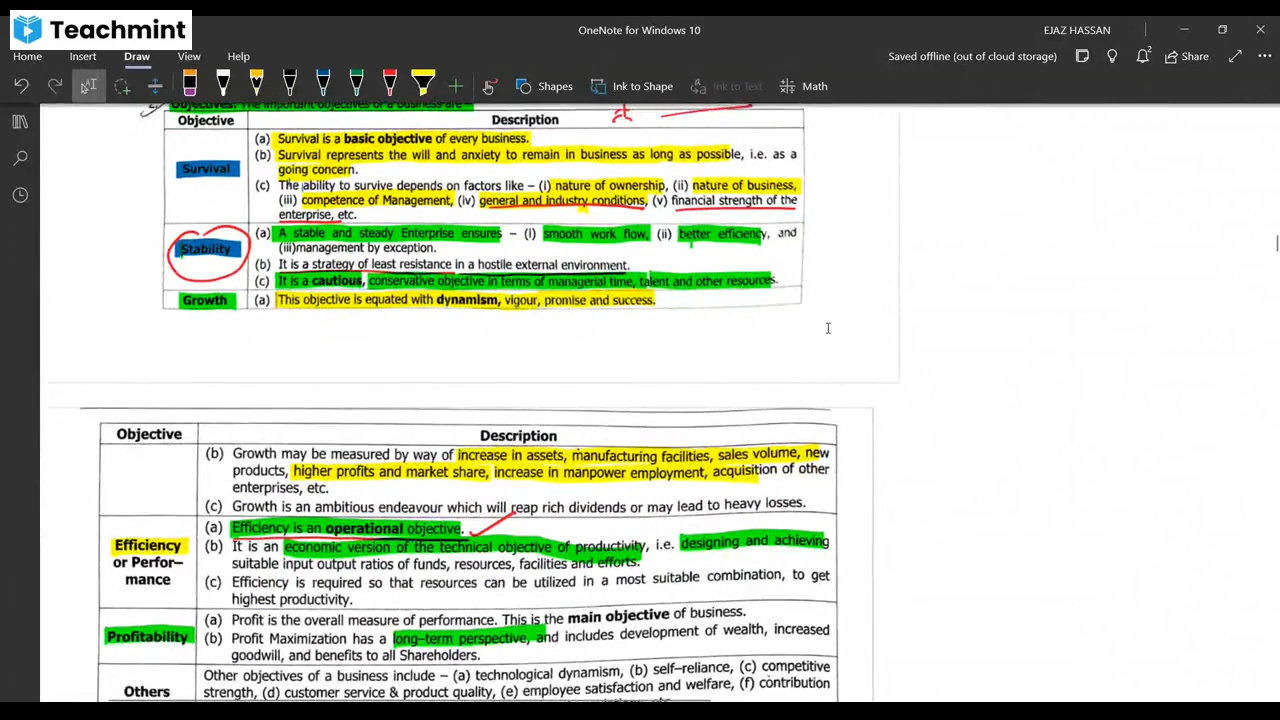 Teachmint
OneNote for Windows 10
EJAZ HASSAN
Home Insert Draw View Help
Saved offline (out of cloud storage)
Share
Shapes
Ink to Shape
Ink to Text
Math
Objectives: The important objectives of a business are –
Objective Description
Survival
(a) Survival is a basic objective of every business.
(b) Survival represents the will and anxiety to remain in business as long as possible, i.e. as a
going concern.
(c) The ability to survive depends on factors like – (i) nature of ownership, (ii) nature of business,
(iii) competence of Management, (iv) general and industry conditions, (v) financial strength of the
enterprise, etc.
Stability
(a) A stable and steady Enterprise ensures – (i) smooth work flow, (ii) better efficiency, and
(iii)management by exception.
(b) It is a strategy of least resistance in a hostile external environment.
(c) It is a cautious, conservative objective in terms of managerial time, talent and other resources.
Growth
(a) This objective is equated with dynamism, vigour, promise and success.
Objective Description
(b) Growth may be measured by way of increase in assets, manufacturing facilities, sales volume, new
products, higher profits and market share, increase in manpower employment, acquisition of other
enterprises, etc.
(c) Growth is an ambitious endeavour which will reap rich dividends or may lead to heavy losses.
Efficiency
or Perfor–
mance
(a) Efficiency is an operational objective.
(b) It is an economic version of the technical objective of productivity, i.e. designing and achieving
suitable input output ratios of funds, resources, facilities and efforts.
(c) Efficiency is required so that resources can be utilized in a most suitable combination, to get
highest productivity.
Profitability
(a) Profit is the overall measure of performance. This is the main objective of business.
(b) Profit Maximization has a long–term perspective, and includes development of wealth, increased
goodwill, and benefits to all Shareholders.
Others
Other objectives of a business include – (a) technological dynamism, (b) self–reliance, (c) competitive
strength, (d) customer service & product quality, (e) employee satisfaction and welfare, (f) contribution